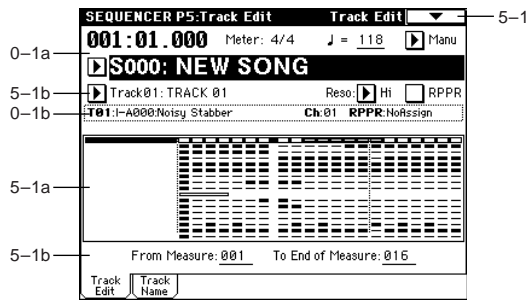 SEQUENCER P5:Track Edit Track Edit 5–1
001:01.000 Meter: 4/4 ♩ = 118 Manu
0–1a
S000: NEW SONG
5–1b Track01: TRACK 01 Reso: Hi RPPR
0–1b T01:I-A000:Noisy Stabber Ch:01 RPPR:NoAssign
5–1a
5–1b From Measure: 001 To End of Measure: 016
Track Edit Track Name